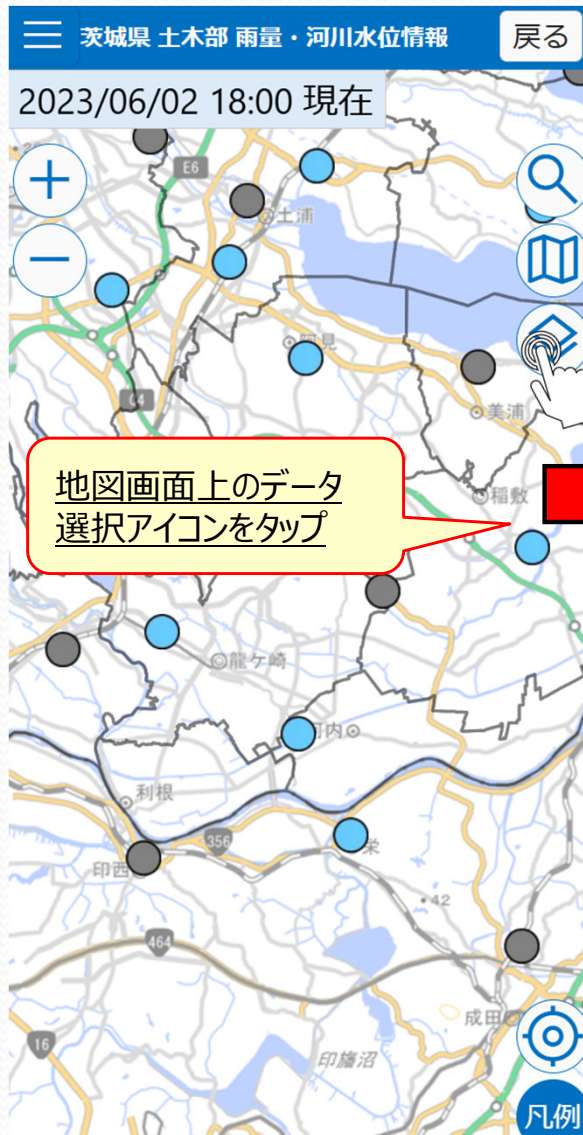 茨城県 土木部 雨量・河川水位情報
戻る
2023/06/02 18:00 現在
E6
土浦
阿見
C4
美浦
地図画面上のデータ
選択アイコンをタップ
稲敷
龍ケ崎
河内
利根
356
栄
印西
42
464
成田
16
印旛沼
凡例